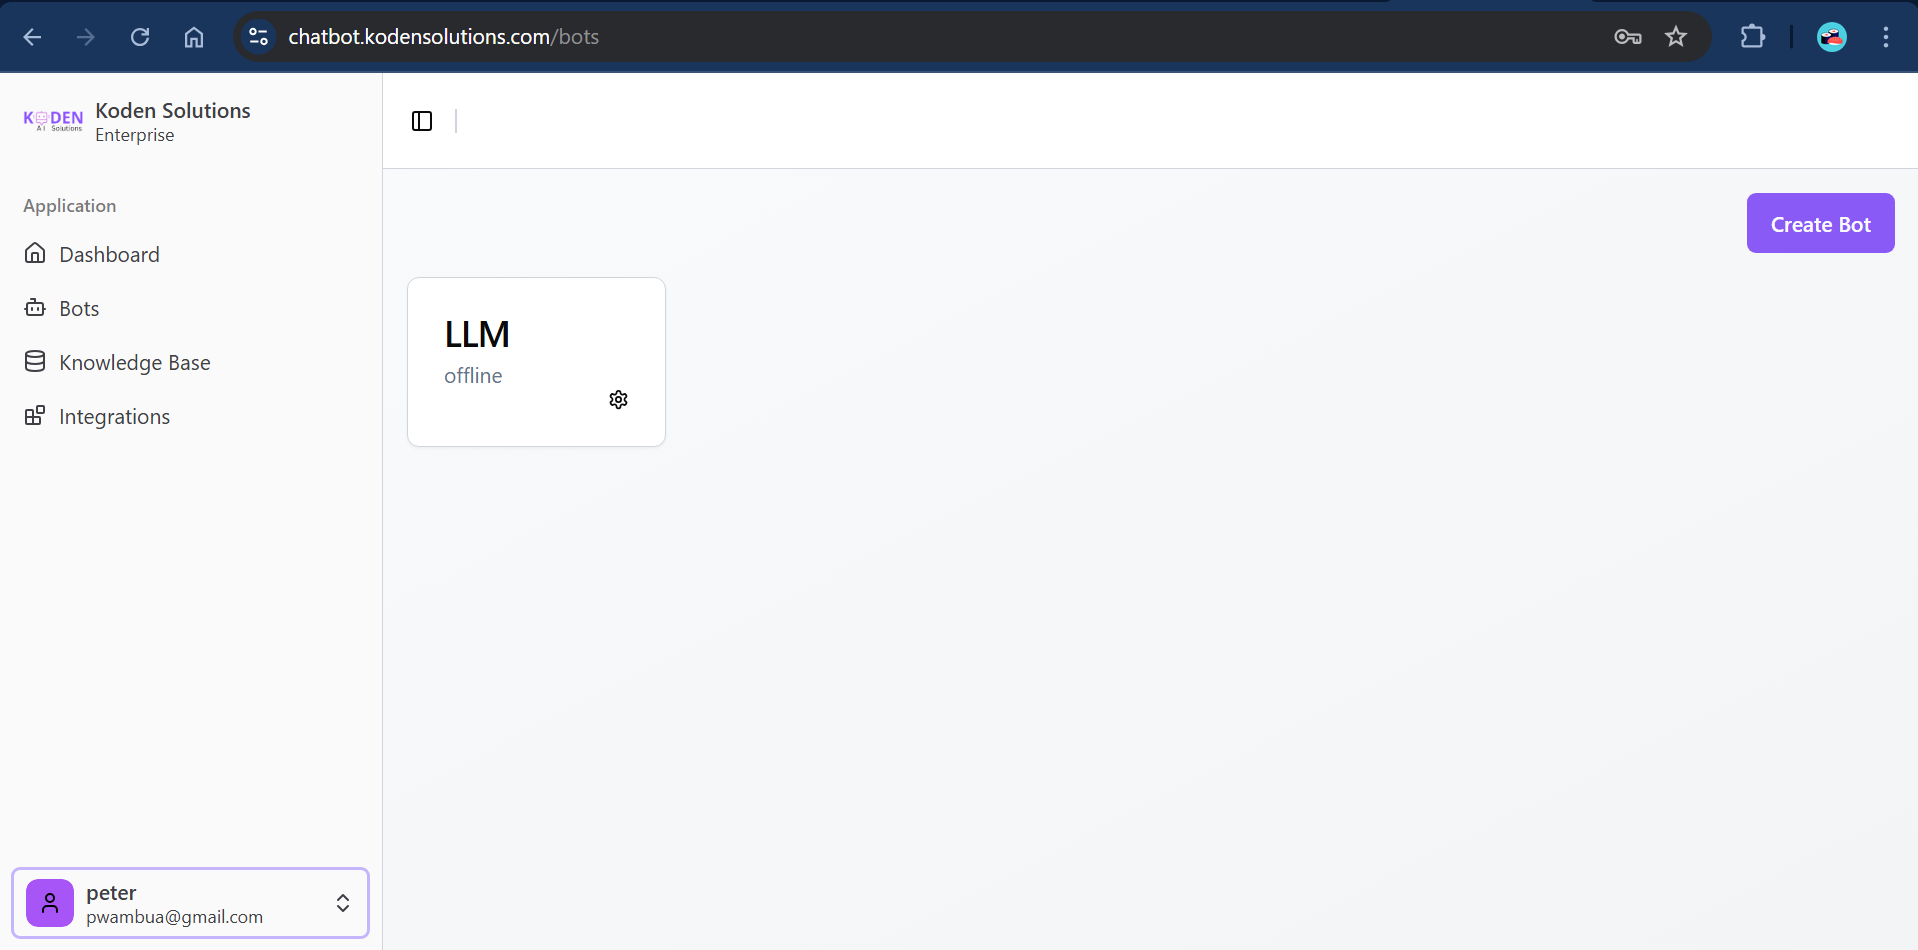 chatbot.kodensolutions.com/bots
KODEN
AI Solutions
Koden Solutions
Enterprise
Application
Dashboard
Bots
Knowledge Base
Integrations
Create Bot
LLM
offline
peter
pwambua@gmail.com